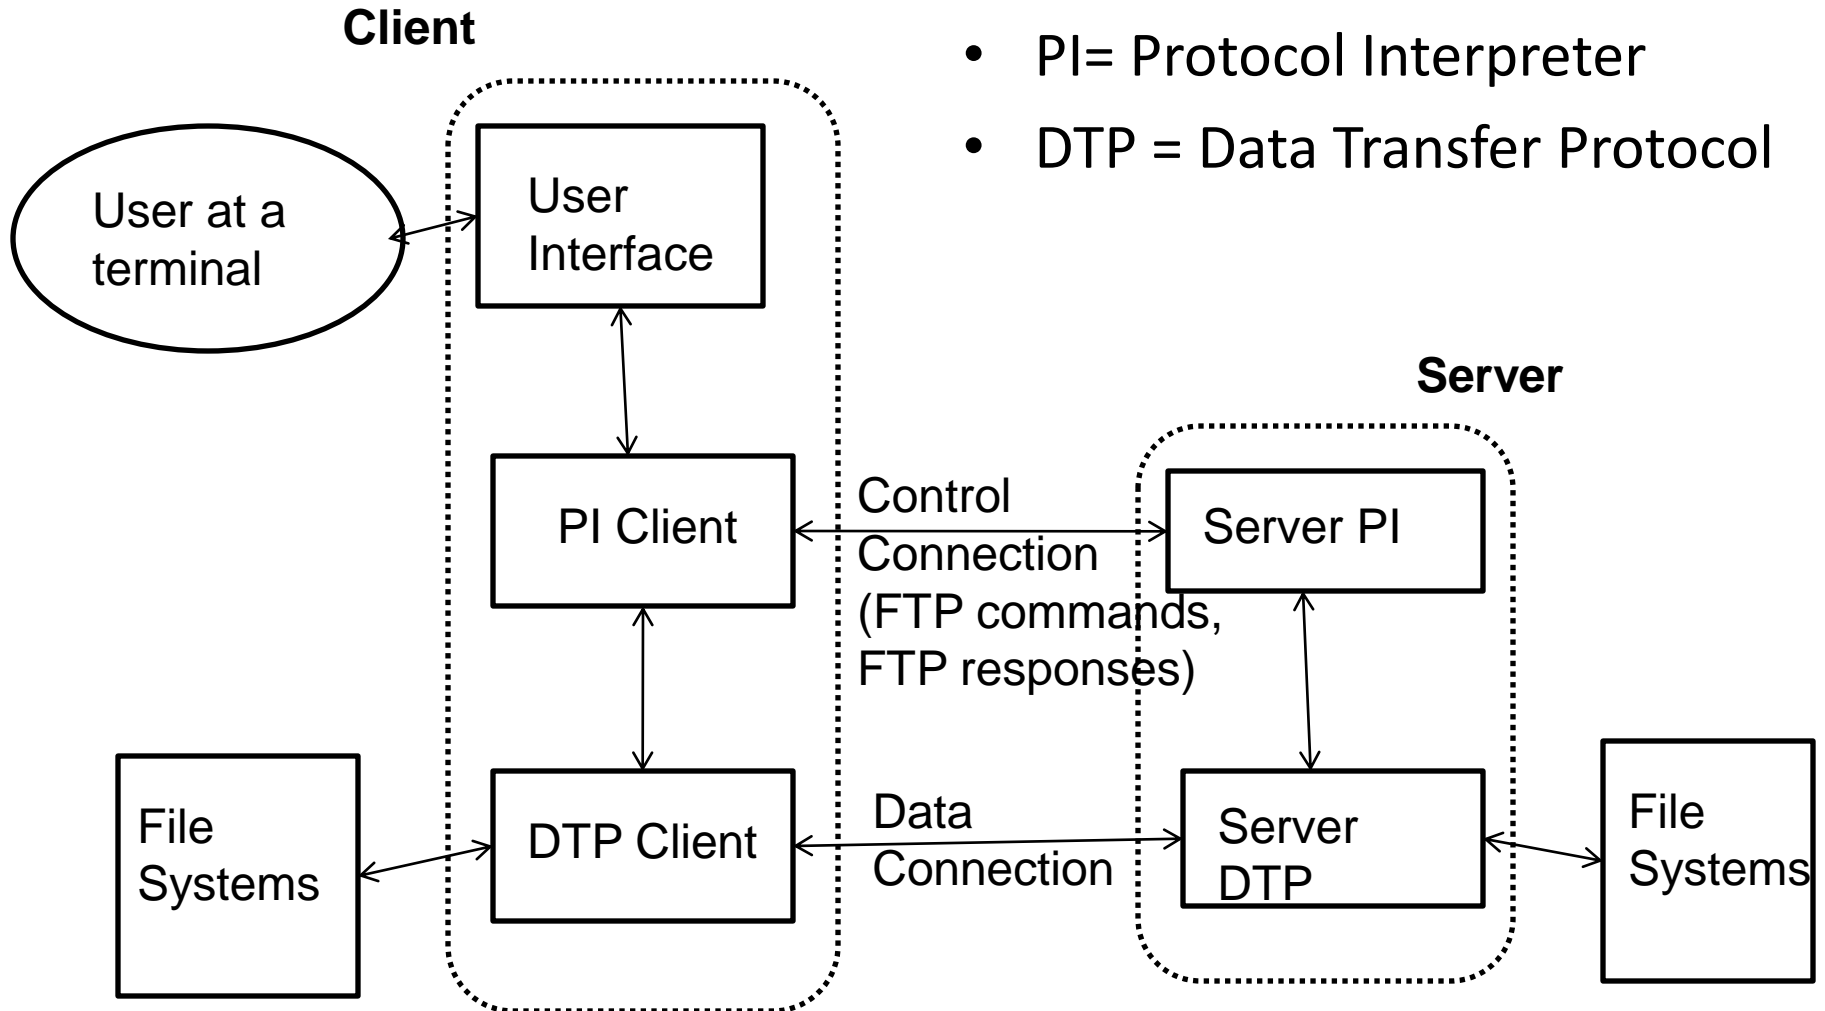 Client
• PI= Protocol Interpreter
• DTP = Data Transfer Protocol
User at a
terminal
User
Interface
Server
PI Client
Control
Connection
(FTP commands,
FTP responses)
Server PI
File
Systems
DTP Client
Data
Connection
Server
DTP
File
Systems